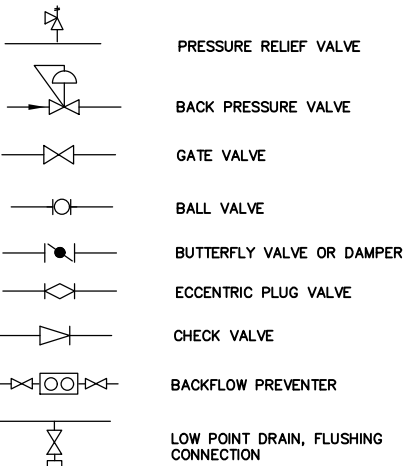 PRESSURE RELIEF VALVE
BACK PRESSURE VALVE
GATE VALVE
BALL VALVE
BUTTERFLY VALVE OR DAMPER
ECCENTRIC PLUG VALVE
CHECK VALVE
BACKFLOW PREVENTER
LOW POINT DRAIN, FLUSHING
CONNECTION